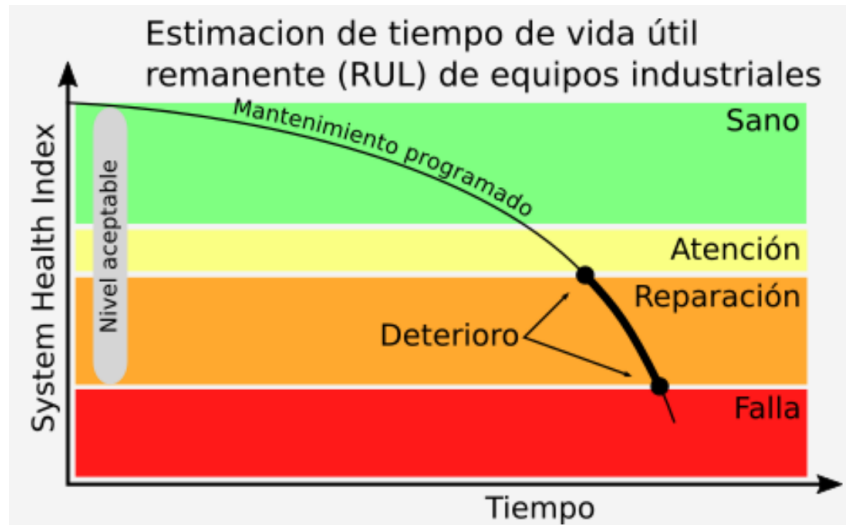 Estimacion de tiempo de vida útil
remanente (RUL) de equipos industriales
System Health Index
Nivel aceptable
Mantenimiento programado
Sano
Atención
Reparación
Deterioro
Falla
Tiempo